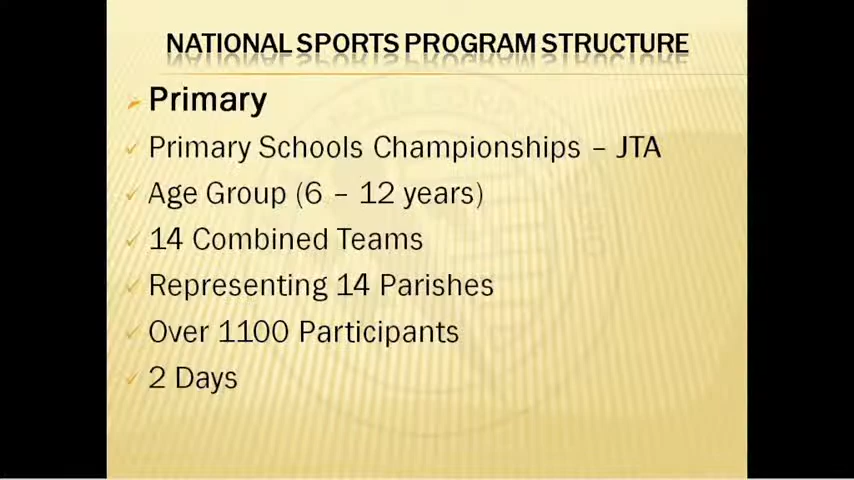 NATIONAL SPORTS PROGRAM STRUCTURE
Primary
Primary Schools Championships – JTA
Age Group (6 – 12 years)
14 Combined Teams
Representing 14 Parishes
Over 1100 Participants
2 Days